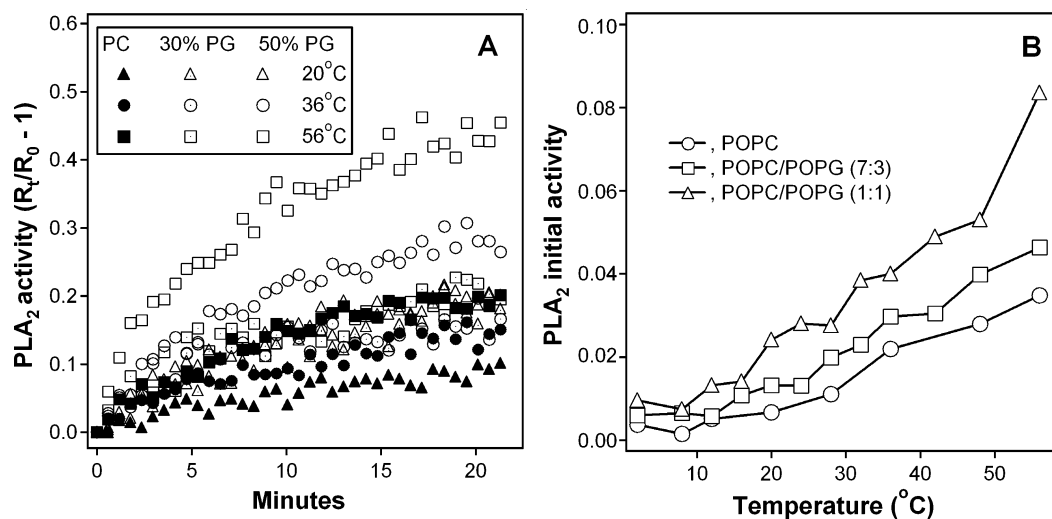 PLA2 activity (Rt/R0 - 1)
0.6
0.5
0.4
0.3
0.2
0.1
0.0
A
PC 30% PG 50% PG
20°C
36°C
56°C
0 5 10 15 20
Minutes
PLA2 initial activity
0.10
0.08
0.06
0.04
0.02
0.00
B
, POPC
, POPC/POPG (7:3)
, POPC/POPG (1:1)
10 20 30 40 50
Temperature (°C)